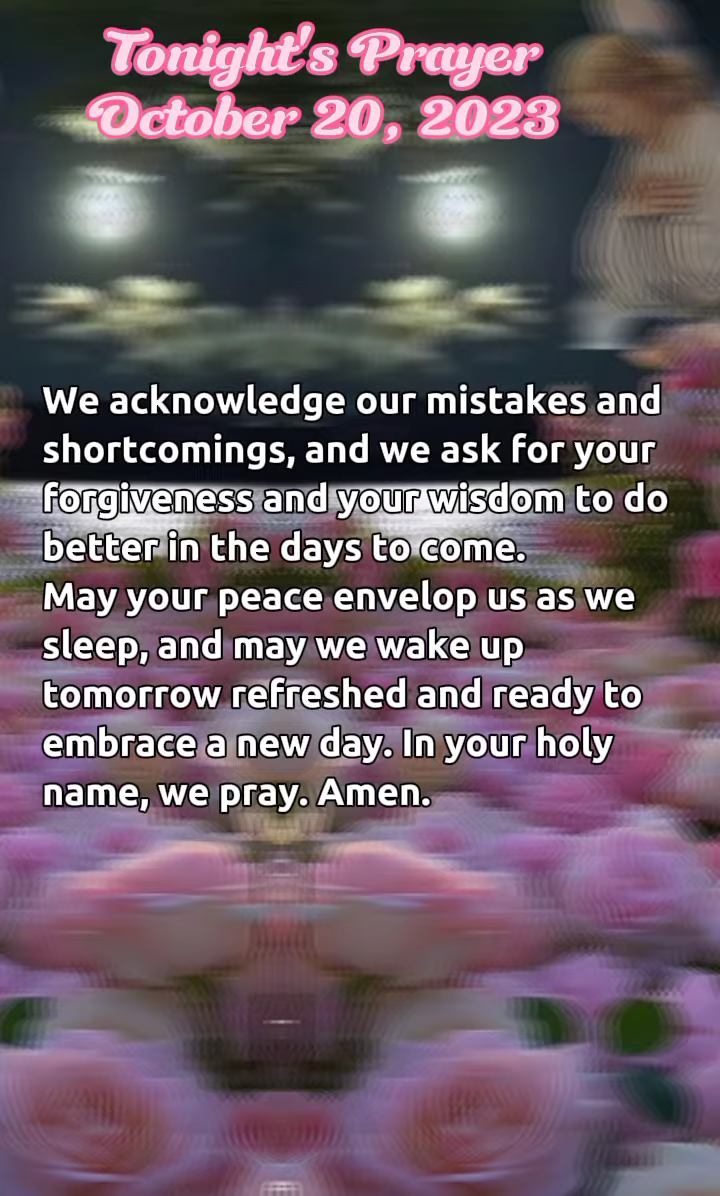 Tonight's Prayer
October 20, 2023
We acknowledge our mistakes and
shortcomings, and we ask for your
forgiveness and your wisdom to do
better in the days to come.
May your peace envelop us as we
sleep, and may we wake up
tomorrow refreshed and ready to
embrace a new day. In your holy
name, we pray. Amen.